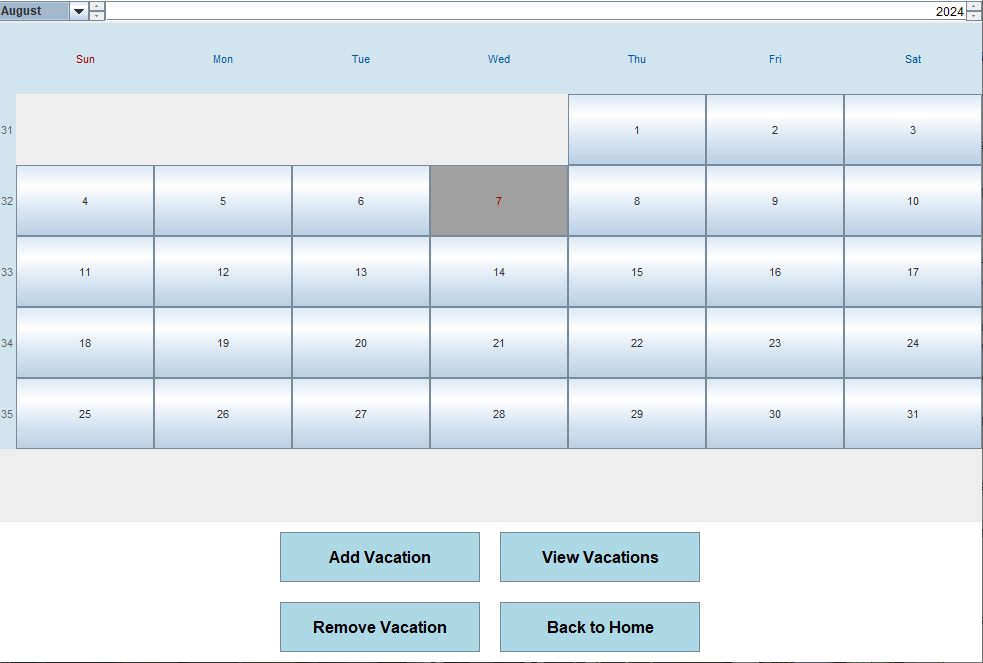 August 2024
Sun Mon Tue Wed Thu Fri Sat
31 1 2 3
32 4 5 6 7 8 9 10
33 11 12 13 14 15 16 17
34 18 19 20 21 22 23 24
35 25 26 27 28 29 30 31
Add Vacation View Vacations
Remove Vacation Back to Home